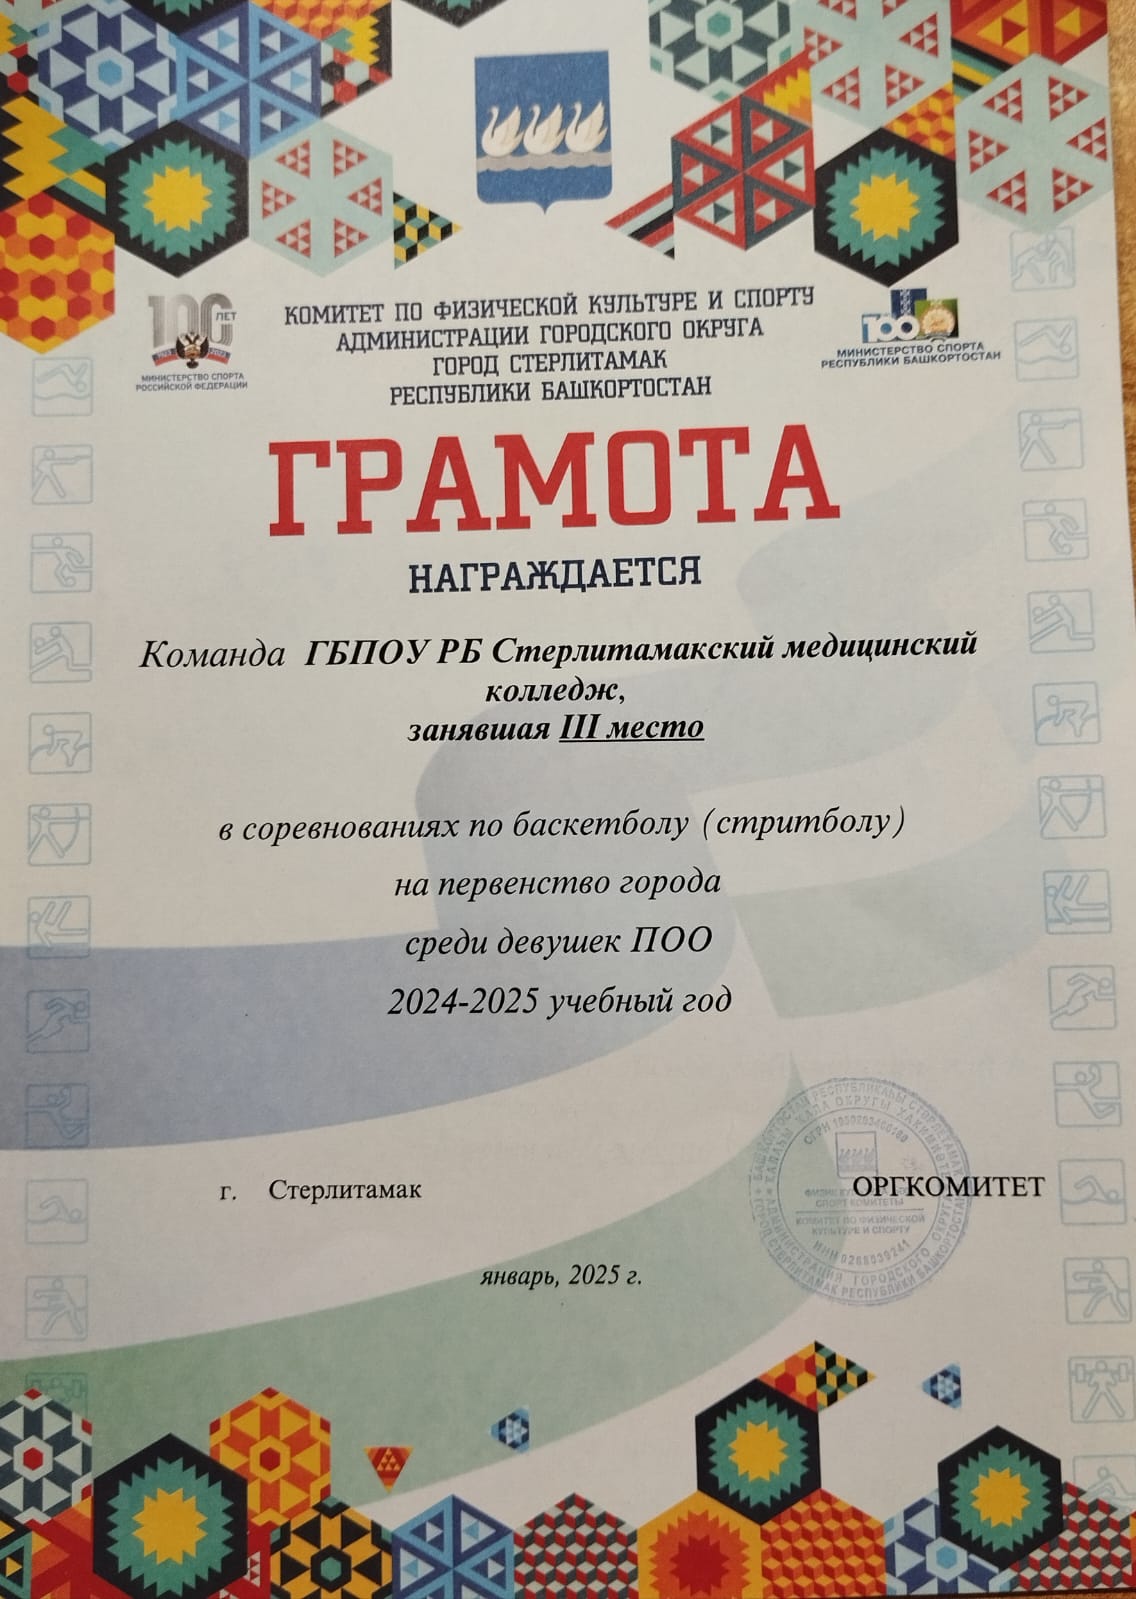 100 ЛЕТ
МИНИСТЕРСТВО СПОРТА
РОССИЙСКОЙ ФЕДЕРАЦИИ
КОМИТЕТ ПО ФИЗИЧЕСКОЙ КУЛЬТУРЕ И СПОРТУ
АДМИНИСТРАЦИИ ГОРОДСКОГО ОКРУГА
ГОРОД СТЕРЛИТАМАК
РЕСПУБЛИКИ БАШКОРТОСТАН
100
МИНИСТЕРСТВО СПОРТА
РЕСПУБЛИКИ БАШКОРТОСТАН
ГРАМОТА
НАГРАЖДАЕТСЯ
Команда ГБПОУ РБ Стерлитамакский медицинский
колледж,
занявшая III место
в соревнованиях по баскетболу (стритболу)
на первенство города
среди девушек ПОО
2024-2025 учебный год
г. Стерлитамак
ОРГКОМИТЕТ
КОМИТЕТ ПО ФИЗИЧЕСКОЙ
КУЛЬТУРЕ И СПОРТУ
январь, 2025 г.